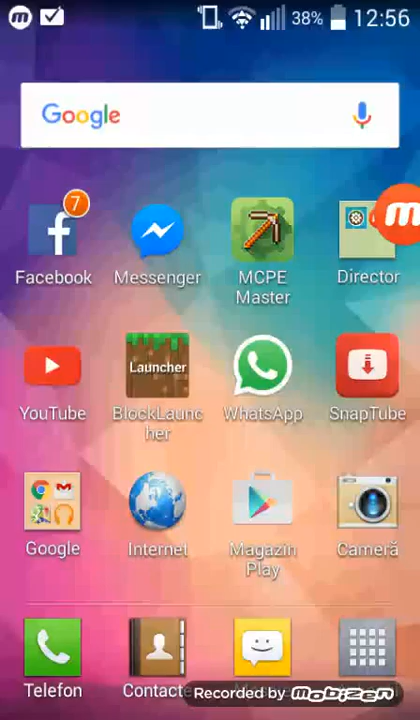 38% 12:56
Google
7
Facebook
Messenger
MCPE
Master
Director
Launcher
YouTube
BlockLaunc
her
WhatsApp
SnapTube
Google
Internet
Magazin
Play
Cameră
Telefon
Contacte
Recorded by mobizen